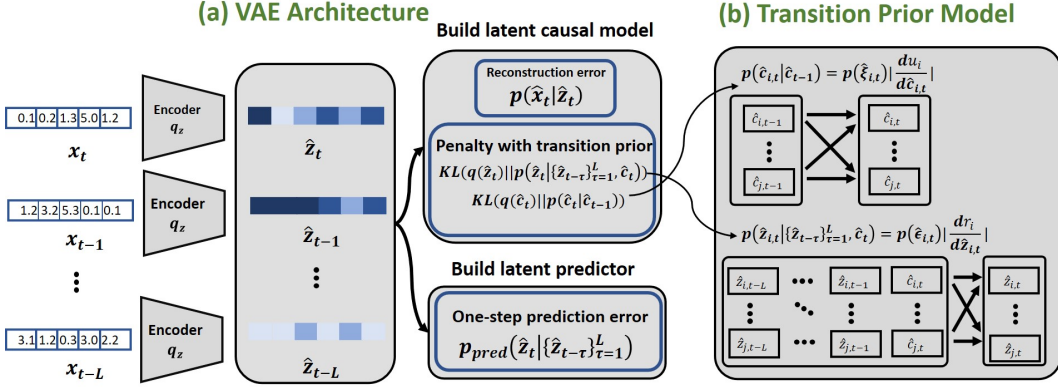 (a) VAE Architecture
0.1 0.2 1.3 5.0 1.2
x_t
Encoder
q_z
ẑ_t
1.2 3.2 5.3 0.1 0.1
x_{t-1}
Encoder
q_z
ẑ_{t-1}
3.1 1.2 0.3 3.0 2.2
x_{t-L}
Encoder
q_z
ẑ_{t-L}
Build latent causal model
Reconstruction error
p(x̂_t|ẑ_t)
Penalty with transition prior
KL(q(ẑ_t)||p(ẑ_t|{ẑ_{t-τ}}_{τ=1}^L, ĉ_t))
KL(q(ĉ_t)||p(ĉ_t|ĉ_{t-1}))
Build latent predictor
One-step prediction error
p_{pred}(ẑ_t|{ẑ_{t-τ}}_{τ=1}^L)
(b) Transition Prior Model
p(ĉ_{i,t}|ĉ_{t-1}) = p(ξ̂_{i,t})|du_i/dĉ_{i,t}|
ĉ_{i,t-1} ĉ_{i,t}
ĉ_{j,t-1} ĉ_{j,t}
p(ẑ_{i,t}|{ẑ_{t-τ}}_{τ=1}^L, ĉ_t) = p(ϵ̂_{i,t})|dr_i/dẑ_{i,t}|
ẑ_{i,t-L} ẑ_{i,t-1} ĉ_{i,t} ẑ_{i,t}
ẑ_{j,t-L} ẑ_{j,t-1} ĉ_{j,t} ẑ_{j,t}